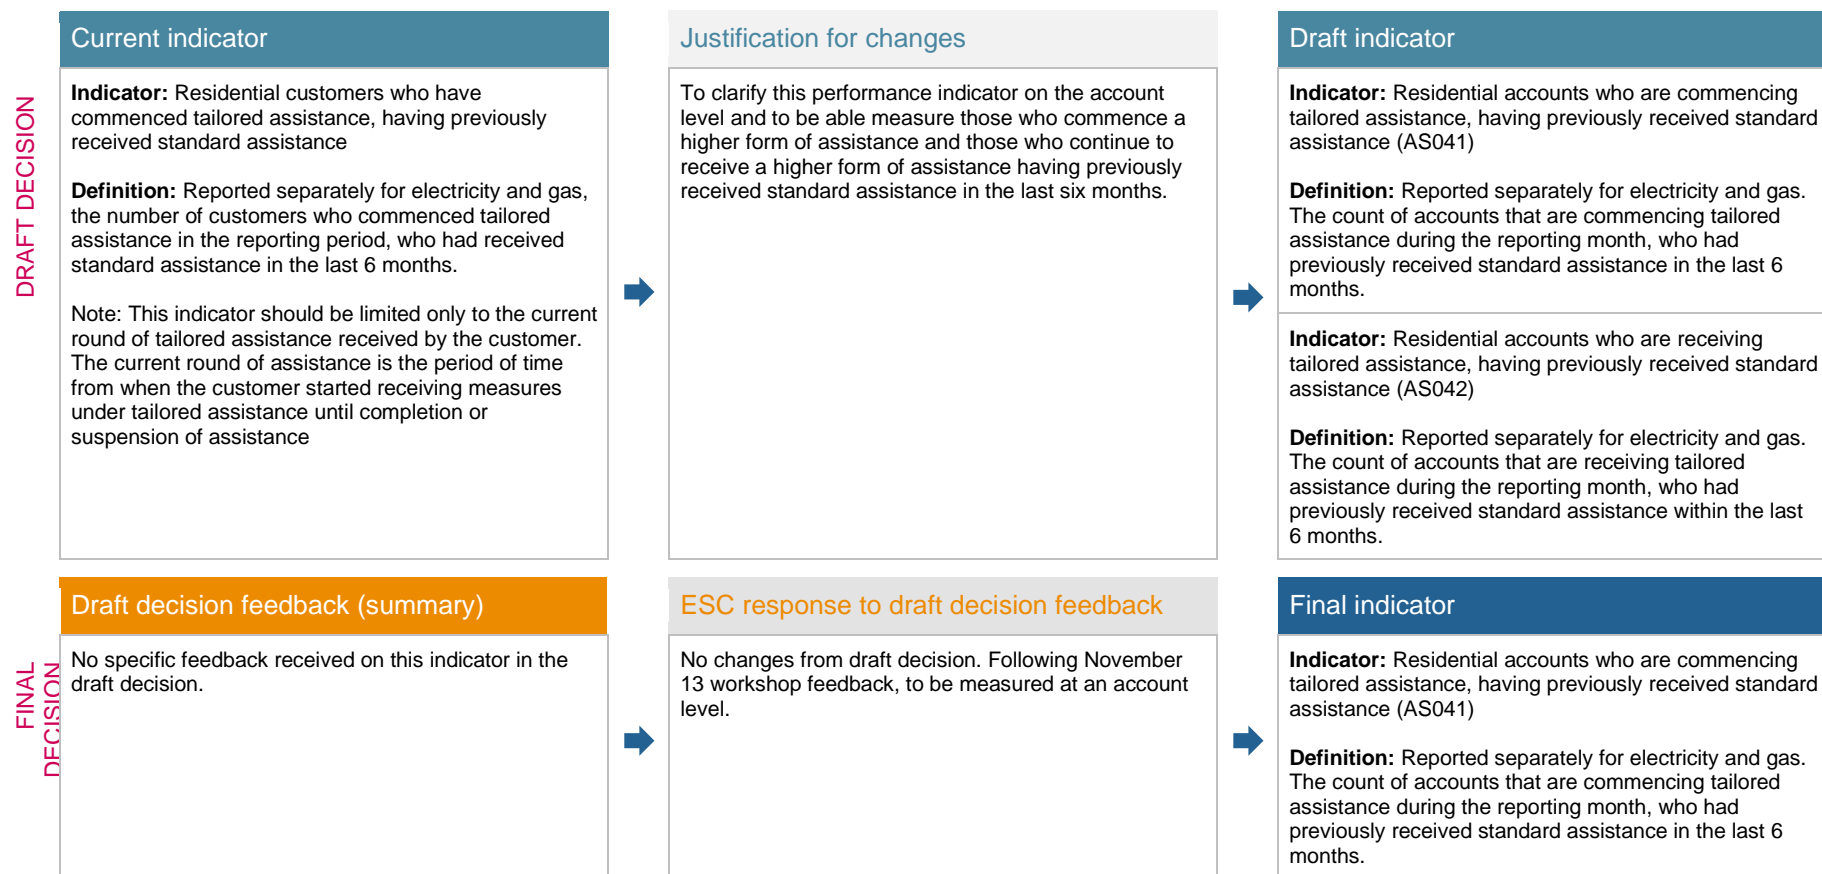 DRAFT DECISION
Current indicator
Indicator: Residential customers who have
commenced tailored assistance, having previously
received standard assistance
Definition: Reported separately for electricity and gas,
the number of customers who commenced tailored
assistance in the reporting period, who had received
standard assistance in the last 6 months.
Note: This indicator should be limited only to the current
round of tailored assistance received by the customer.
The current round of assistance is the period of time
from when the customer started receiving measures
under tailored assistance until completion or
suspension of assistance
Justification for changes
To clarify this performance indicator on the account
level and to be able measure those who commence a
higher form of assistance and those who continue to
receive a higher form of assistance having previously
received standard assistance in the last six months.
Draft indicator
Indicator: Residential accounts who are commencing
tailored assistance, having previously received standard
assistance (AS041)
Definition: Reported separately for electricity and gas.
The count of accounts that are commencing tailored
assistance during the reporting month, who had
previously received standard assistance in the last 6
months.
Indicator: Residential accounts who are receiving
tailored assistance, having previously received standard
assistance (AS042)
Definition: Reported separately for electricity and gas.
The count of accounts that are receiving tailored
assistance during the reporting month, who had
previously received standard assistance within the last
6 months.
FINAL
DECISION
Draft decision feedback (summary)
No specific feedback received on this indicator in the
draft decision.
ESC response to draft decision feedback
No changes from draft decision. Following November
13 workshop feedback, to be measured at an account
level.
Final indicator
Indicator: Residential accounts who are commencing
tailored assistance, having previously received standard
assistance (AS041)
Definition: Reported separately for electricity and gas.
The count of accounts that are commencing tailored
assistance during the reporting month, who had
previously received standard assistance in the last 6
months.